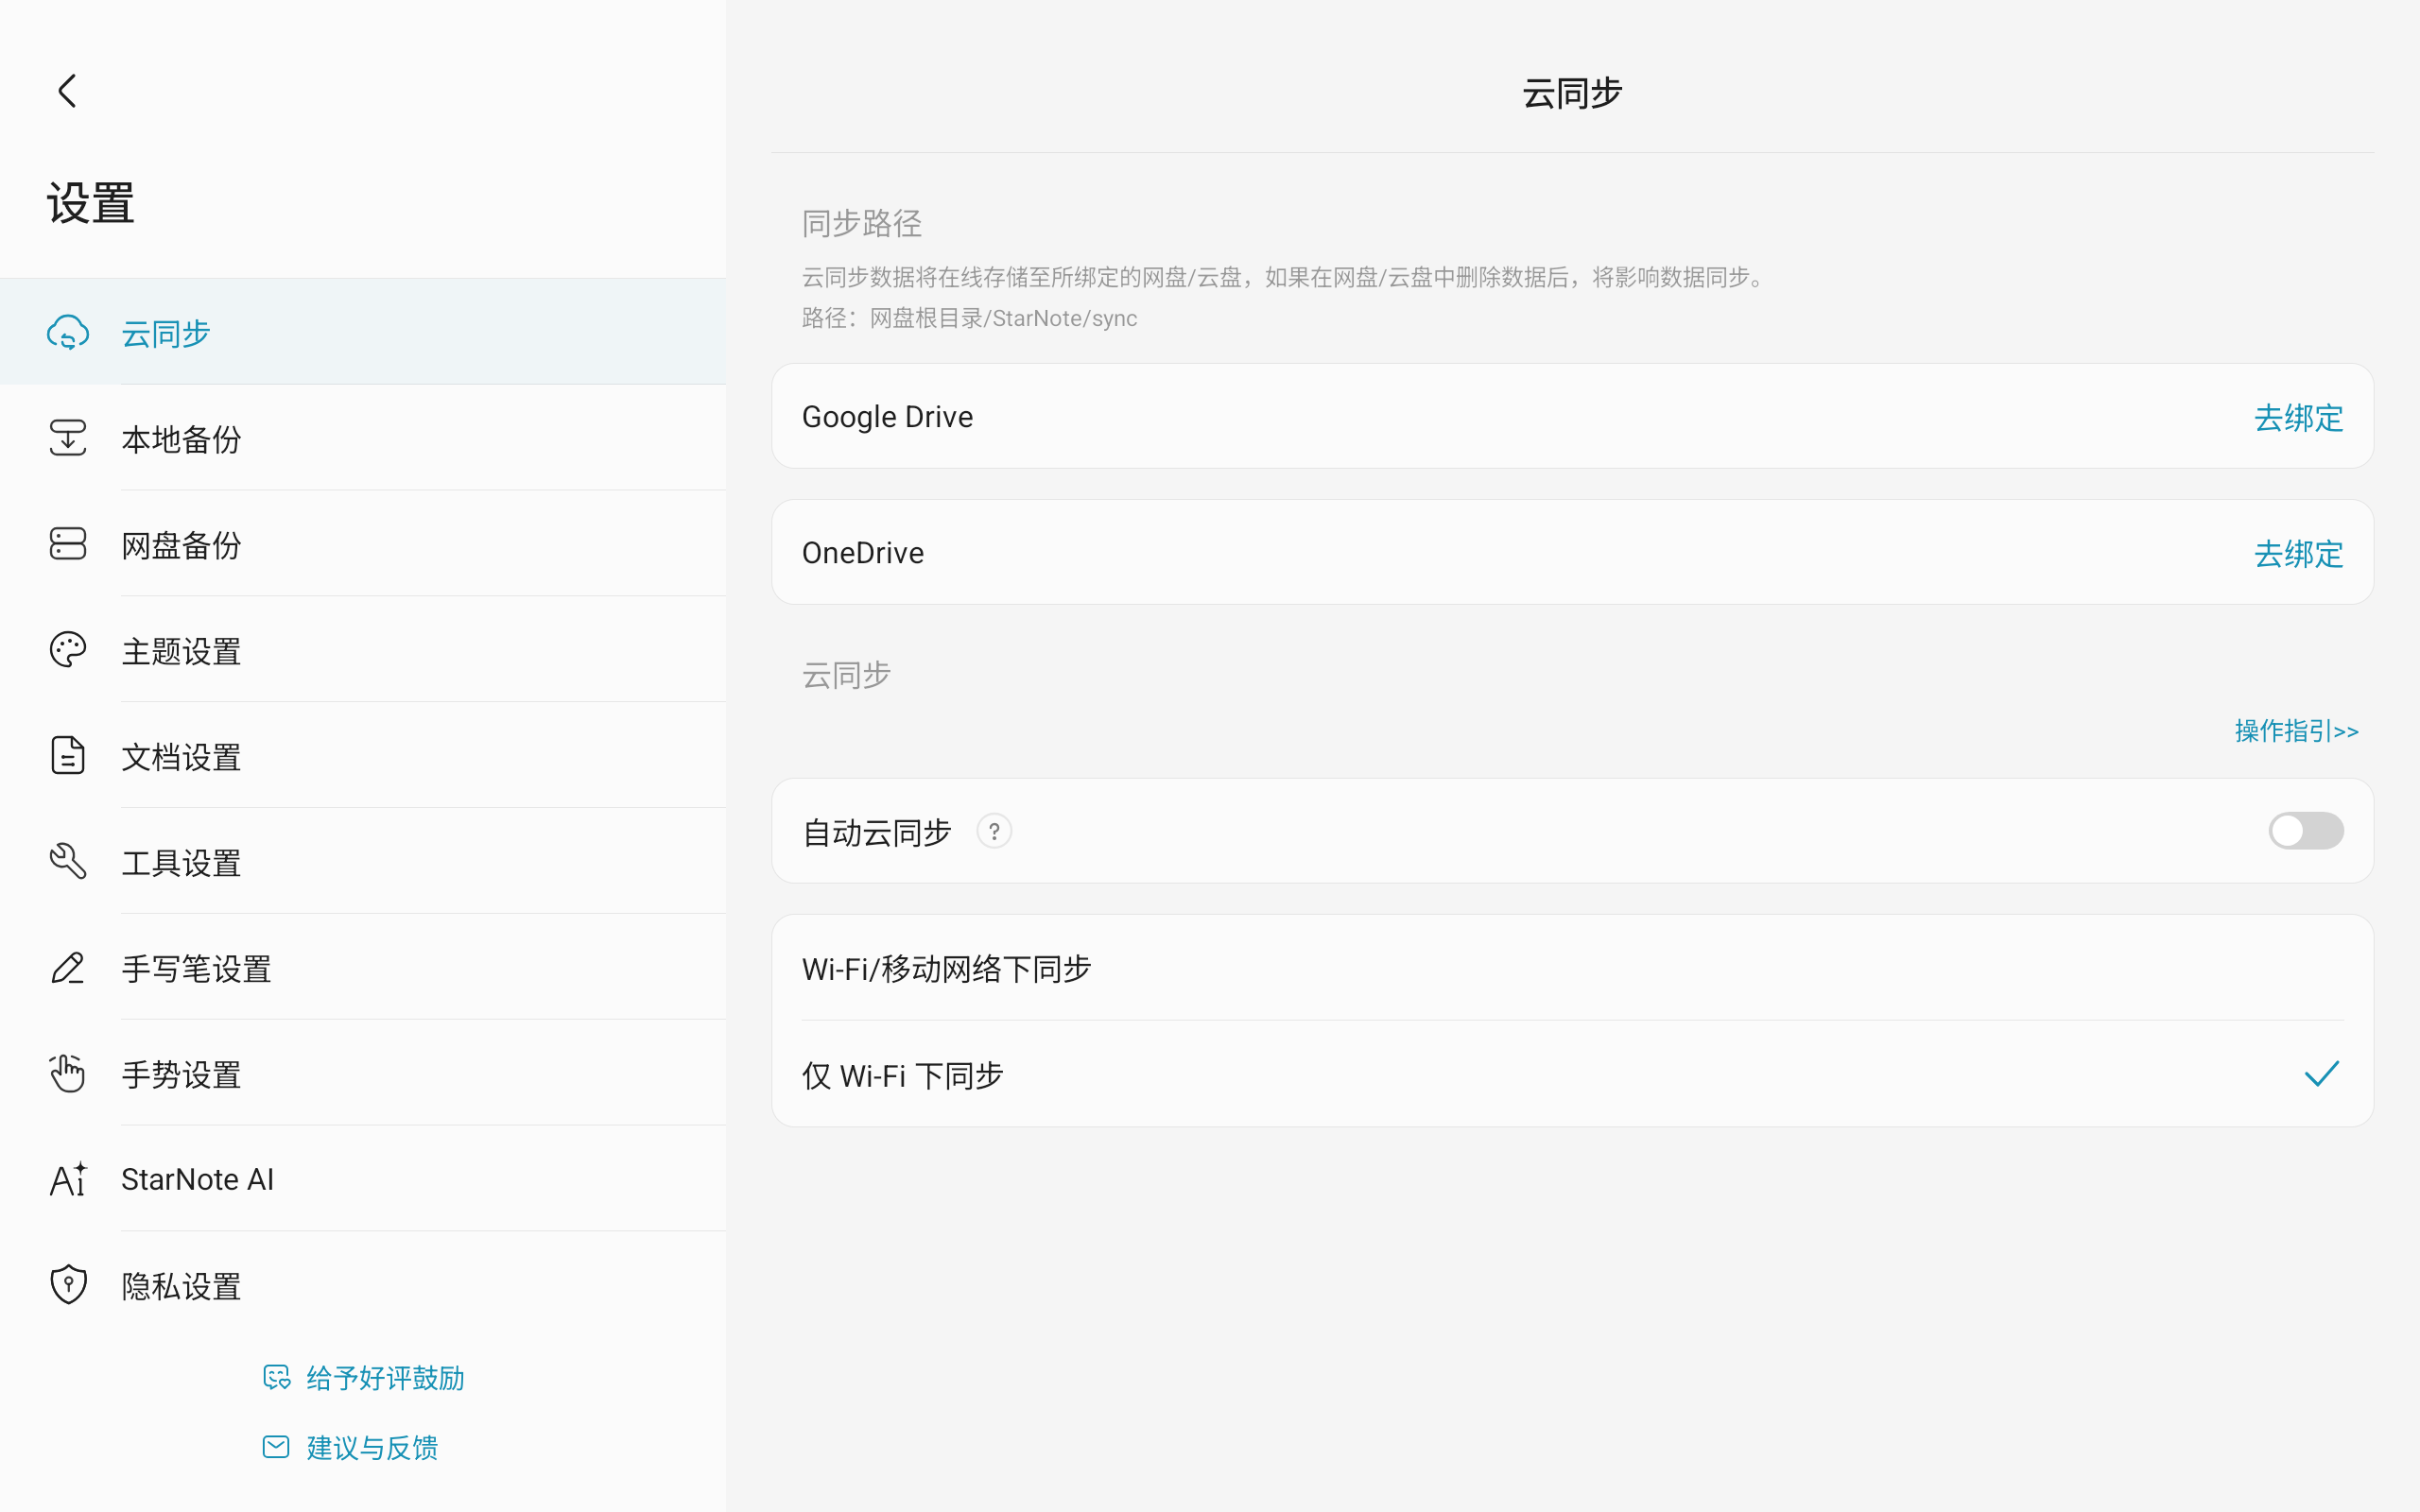 设置
云同步
本地备份
网盘备份
主题设置
文档设置
工具设置
手写笔设置
手势设置
StarNote AI
隐私设置
给予好评鼓励
建议与反馈
云同步
同步路径
云同步数据将在线存储至所绑定的网盘/云盘，如果在网盘/云盘中删除数据后，将影响数据同步。
路径：网盘根目录/StarNote/sync
Google Drive 去绑定
OneDrive 去绑定
云同步
操作指引>>
自动云同步 ?
Wi-Fi/移动网络下同步
仅 Wi-Fi 下同步